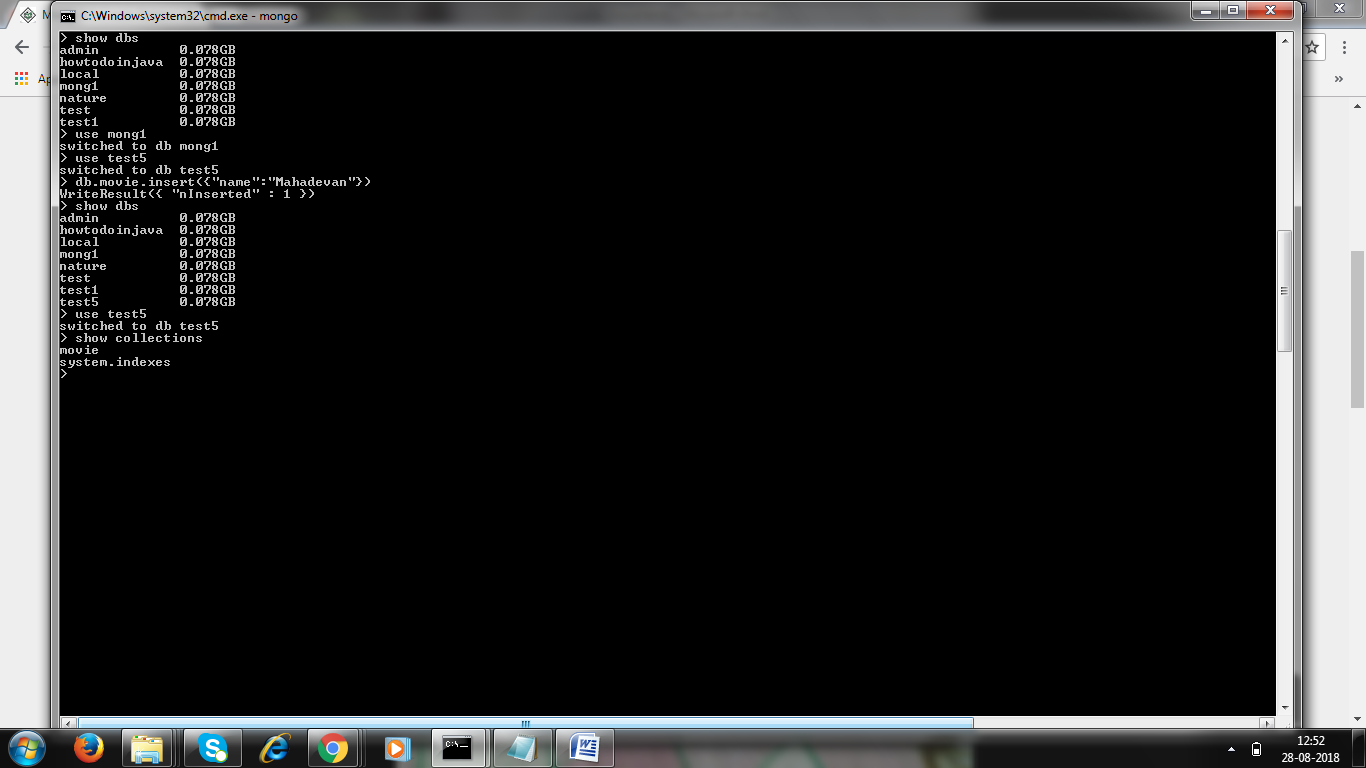 M
C:\Windows\system32\cmd.exe - mongo
Ap
»
> show dbs
admin 0.078GB
howtodoinjava 0.078GB
local 0.078GB
mong1 0.078GB
nature 0.078GB
test 0.078GB
test1 0.078GB
> use mong1
switched to db mong1
> use test5
switched to db test5
> db.movie.insert({"name":"Mahadevan"})
WriteResult({ "nInserted" : 1 })
> show dbs
admin 0.078GB
howtodoinjava 0.078GB
local 0.078GB
mong1 0.078GB
nature 0.078GB
test 0.078GB
test1 0.078GB
test5 0.078GB
> use test5
switched to db test5
> show collections
movie
system.indexes
>
12:52
28-08-2018